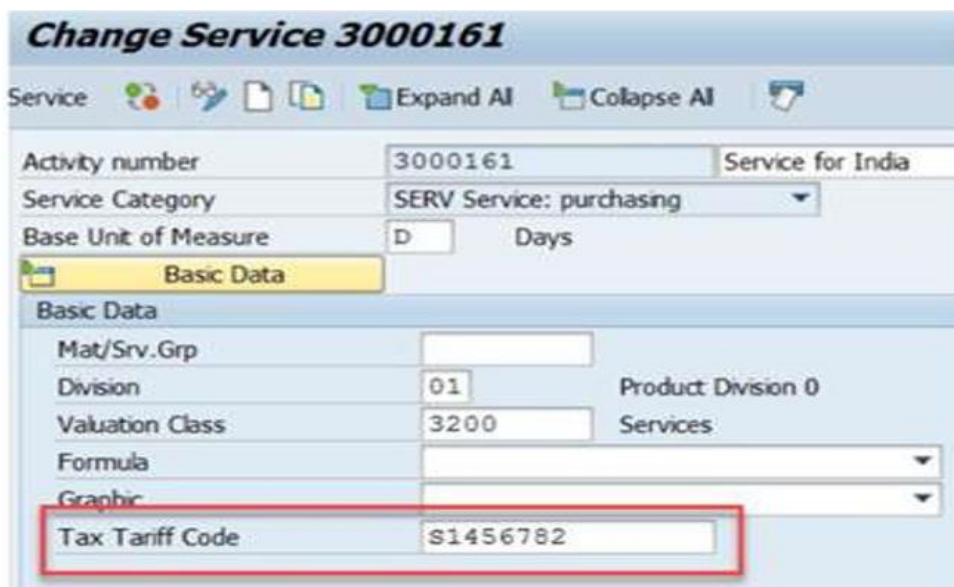 Change Service 3000161
Service Expand All Collapse All
Activity number 3000161 Service for India
Service Category SERV Service: purchasing
Base Unit of Measure D Days
Basic Data
Basic Data
Mat/Srv.Grp
Division 01 Product Division 0
Valuation Class 3200 Services
Formula
Graphic
Tax Tariff Code S1456782